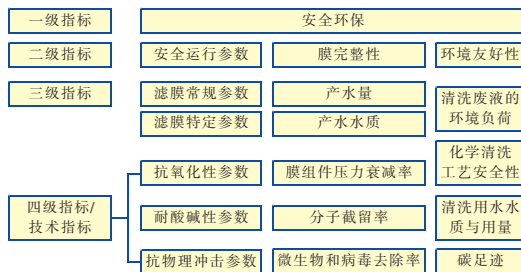 一级指标
安全环保
二级指标
安全运行参数
膜完整性
环境友好性
三级指标
滤膜常规参数
产水量
清洗废液的
环境负荷
滤膜特定参数
产水水质
四级指标/
技术指标
抗氧化性参数
膜组件压力衰减率
化学清洗
工艺安全性
耐酸碱性参数
分子截留率
清洗用水水
质与用量
抗物理冲击参数
微生物和病毒去除率
碳足迹